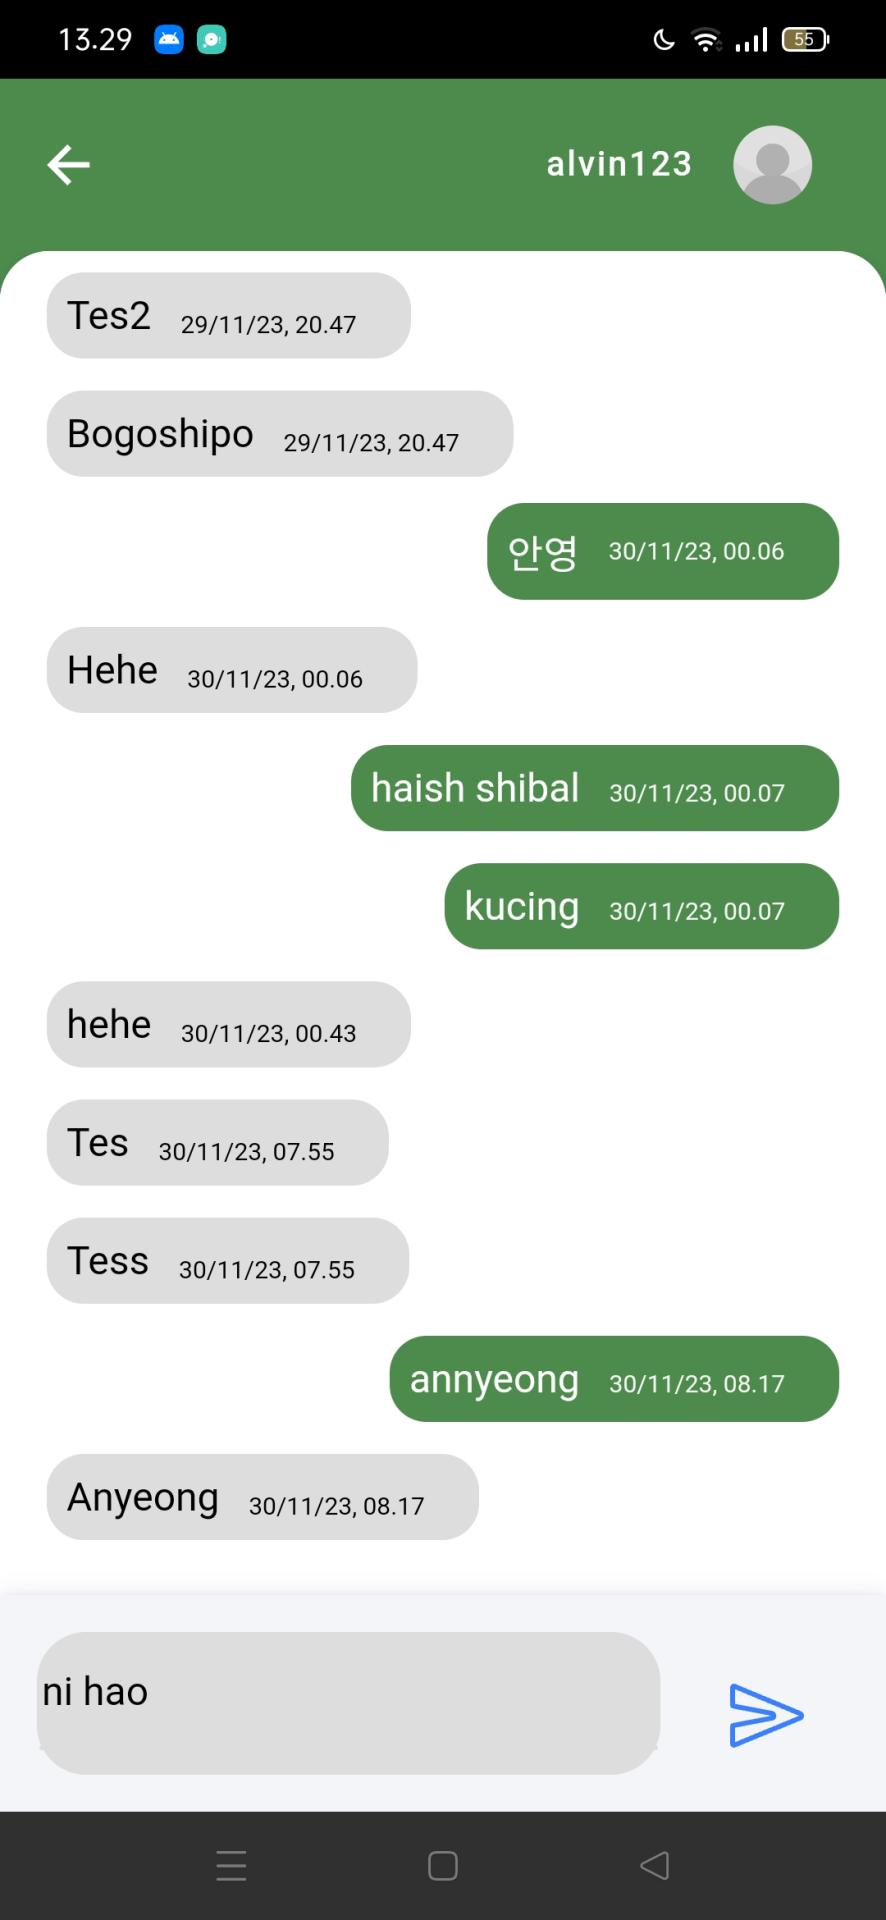 13.29
55
alvin123
Tes2 29/11/23, 20.47
Bogoshipo 29/11/23, 20.47
안영 30/11/23, 00.06
Hehe 30/11/23, 00.06
haish shibal 30/11/23, 00.07
kucing 30/11/23, 00.07
hehe 30/11/23, 00.43
Tes 30/11/23, 07.55
Tess 30/11/23, 07.55
annyeong 30/11/23, 08.17
Anyeong 30/11/23, 08.17
ni hao